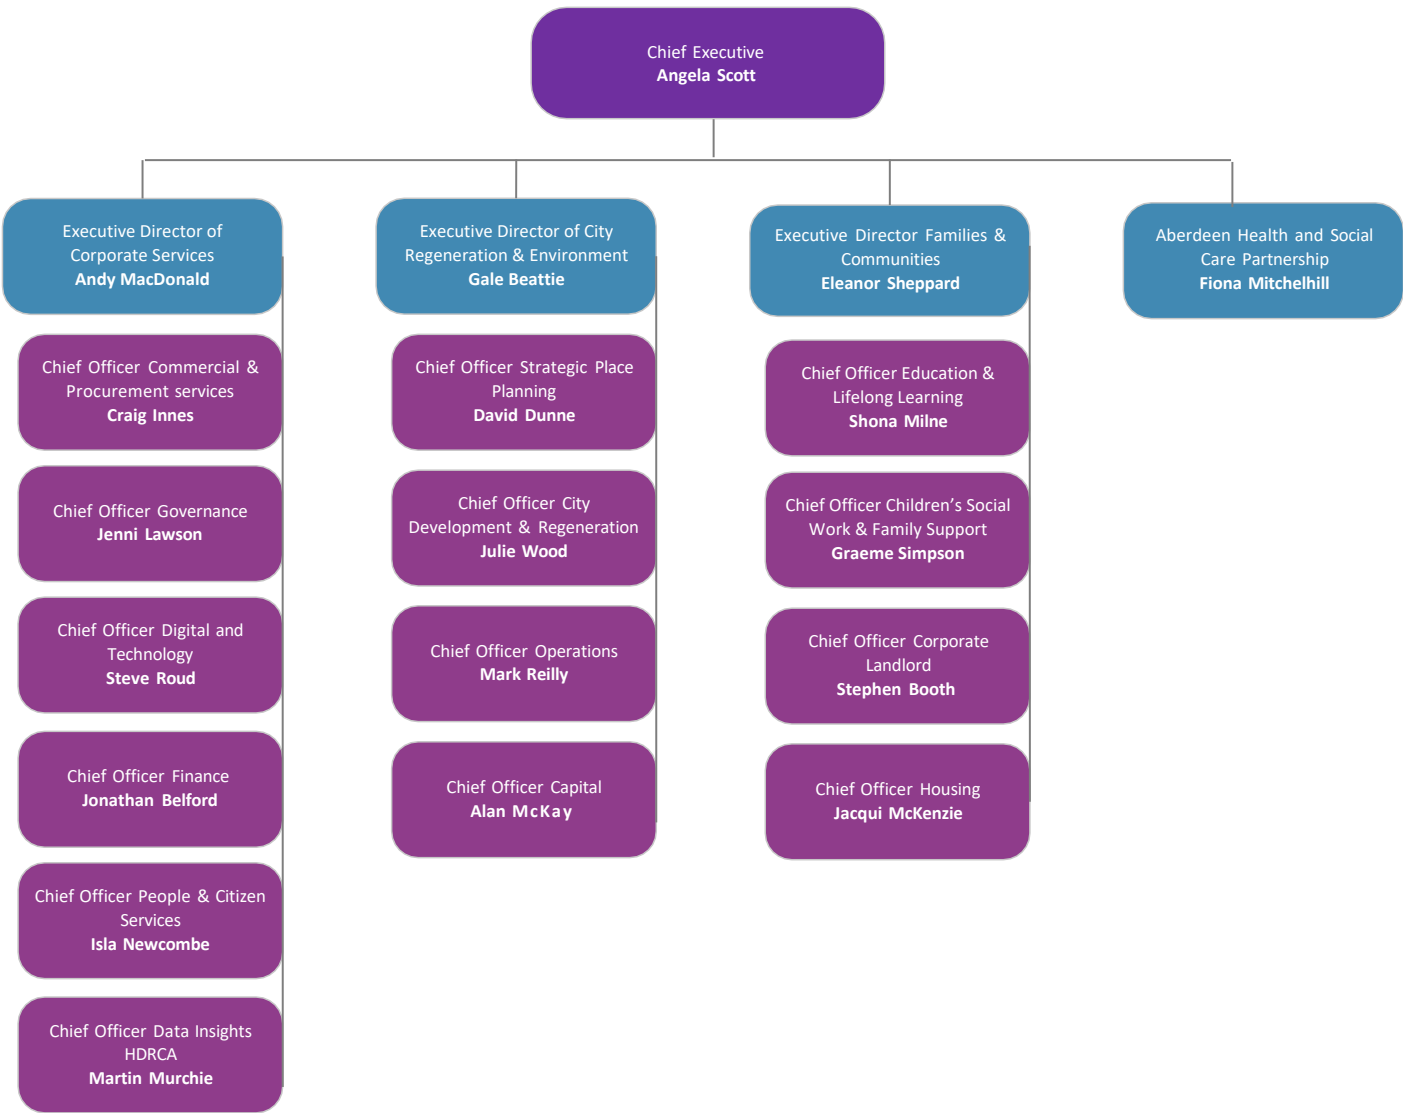 Chief Executive
Angela Scott
Executive Director of
Corporate Services
Andy MacDonald
Chief Officer Commercial &
Procurement services
Craig Innes
Chief Officer Governance
Jenni Lawson
Chief Officer Digital and
Technology
Steve Roud
Chief Officer Finance
Jonathan Belford
Chief Officer People & Citizen
Services
Isla Newcombe
Chief Officer Data Insights
HDRCA
Martin Murchie
Executive Director of City
Regeneration & Environment
Gale Beattie
Chief Officer Strategic Place
Planning
David Dunne
Chief Officer City
Development & Regeneration
Julie Wood
Chief Officer Operations
Mark Reilly
Chief Officer Capital
Alan McKay
Executive Director Families &
Communities
Eleanor Sheppard
Chief Officer Education &
Lifelong Learning
Shona Milne
Chief Officer Children’s Social
Work & Family Support
Graeme Simpson
Chief Officer Corporate
Landlord
Stephen Booth
Chief Officer Housing
Jacqui McKenzie
Aberdeen Health and Social
Care Partnership
Fiona Mitchelhill